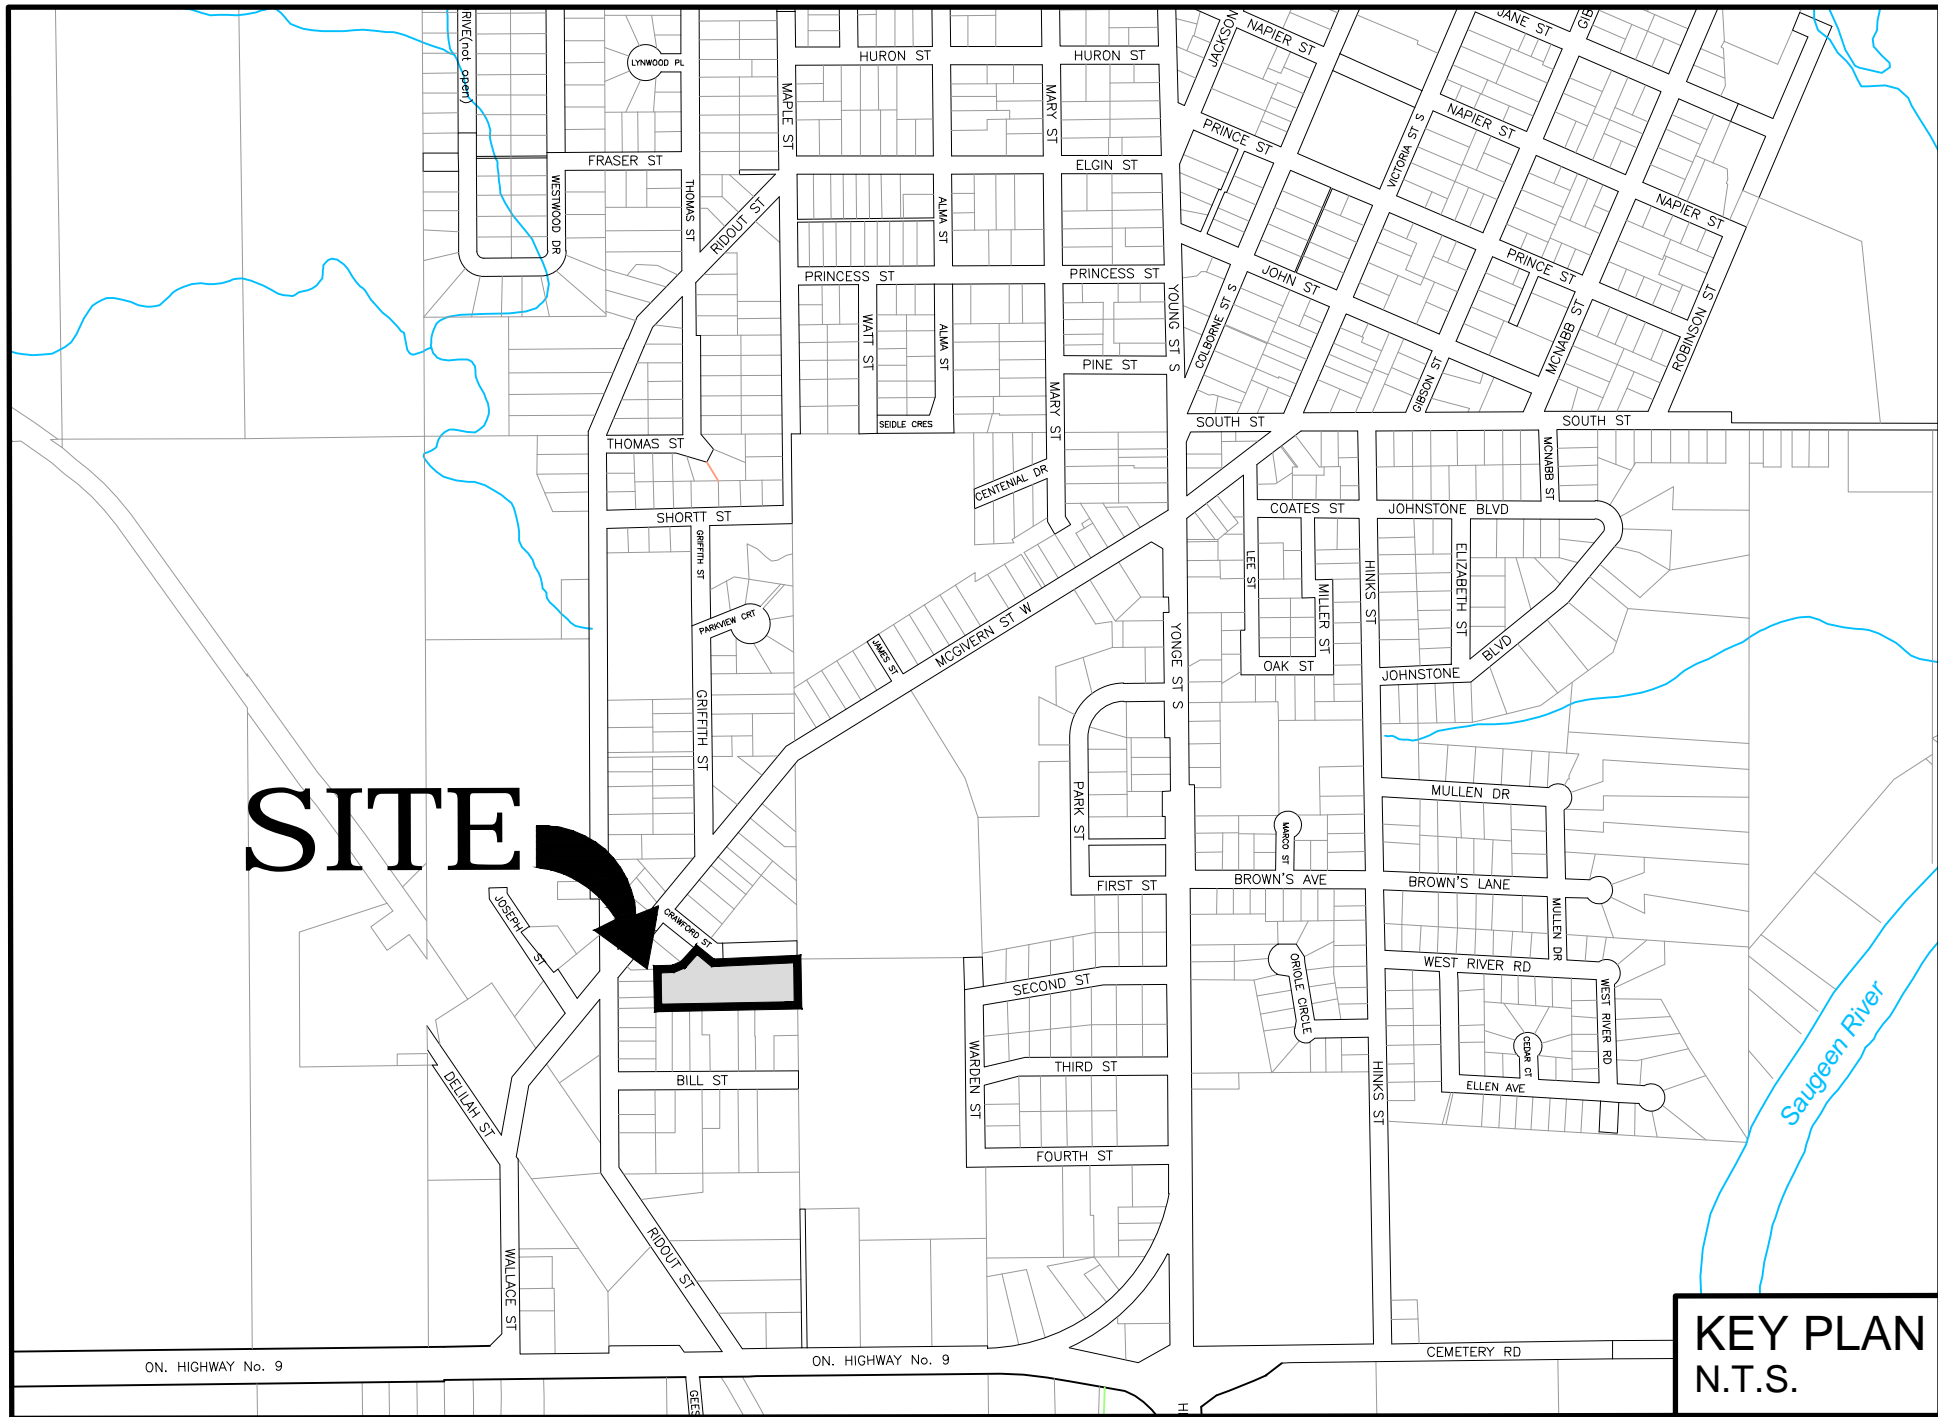 RIVE(not open)
LYNWOOD PL
HURON ST
HURON ST
JACKSON
NAPIER ST
JANE ST
GIB
MAPLE ST
MARY ST
PRINCE ST
VICTORIA ST S
NAPIER ST
FRASER ST
ELGIN ST
WESTWOOD DR
THOMAS ST
RIDOUT ST
ALMA ST
NAPIER ST
PRINCESS ST
PRINCESS ST
JOHN ST
PRINCE ST
YOUNG ST S
COLBORNE ST S
MCNABB ST
ROBINSON ST
WATT ST
ALMA ST
PINE ST
GIBSON ST
MARY ST
SEIDLE CRES
SOUTH ST
SOUTH ST
THOMAS ST
CENTENIAL DR
MCNABB ST
SHORTT ST
COATES ST
JOHNSTONE BLVD
GRIFFITH ST
LEE ST
MILLER ST
HINKS ST
ELIZABETH ST
PARKVIEW CRT
JAMES ST
MCGIVERN ST W
YONGE ST S
OAK ST
JOHNSTONE
BLVD
GRIFFITH ST
SITE
PARK ST
MULLEN DR
MARCO ST
FIRST ST
BROWN'S AVE
BROWN'S LANE
JOSEPH ST
CRAWFORD ST
MULLEN DR
SECOND ST
ORIOLE CIRCLE
WEST RIVER RD
WEST RIVER RD
Saugeen River
WARDEN ST
THIRD ST
CEDAR CT
BILL ST
DELILAH ST
HINKS ST
ELLEN AVE
FOURTH ST
RIDOUT ST
WALLACE ST
ON. HIGHWAY No. 9
ON. HIGHWAY No. 9
CEMETERY RD
GEES
H
KEY PLAN
N.T.S.